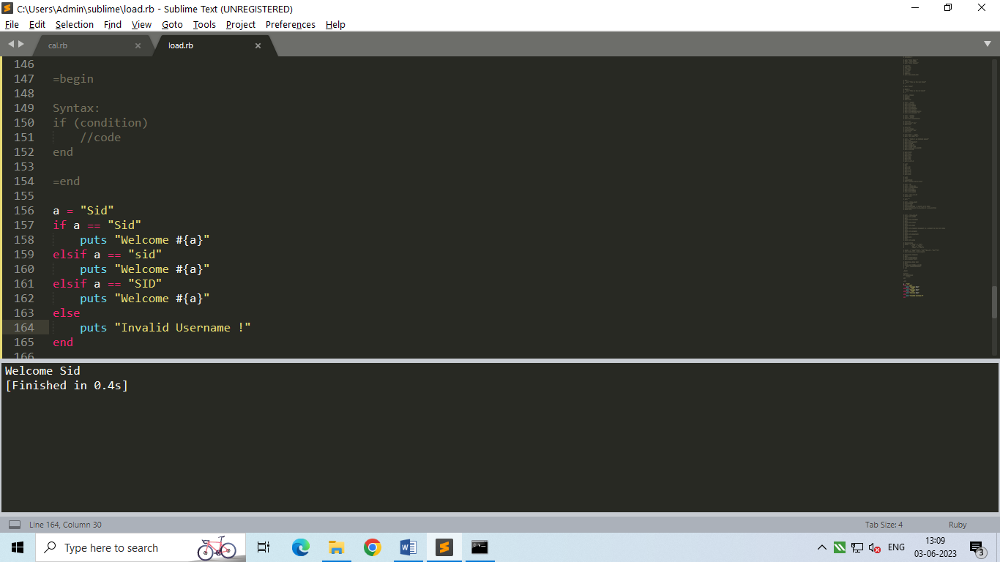 C:\Users\Admin\sublime\load.rb - Sublime Text (UNREGISTERED)
File Edit Selection Find View Goto Tools Project Preferences Help
cal.rb load.rb
146
147 =begin
148
149 Syntax:
150 if (condition)
151 //code
152 end
153
154 =end
155
156 a = "Sid"
157 if a == "Sid"
158 puts "Welcome #{a}"
159 elsif a == "sid"
160 puts "Welcome #{a}"
161 elsif a == "SID"
162 puts "Welcome #{a}"
163 else
164 puts "Invalid Username !"
165 end
166
Welcome Sid
[Finished in 0.4s]
Line 164, Column 30 Tab Size: 4 Ruby
Type here to search ENG 13:09
03-06-2023 3